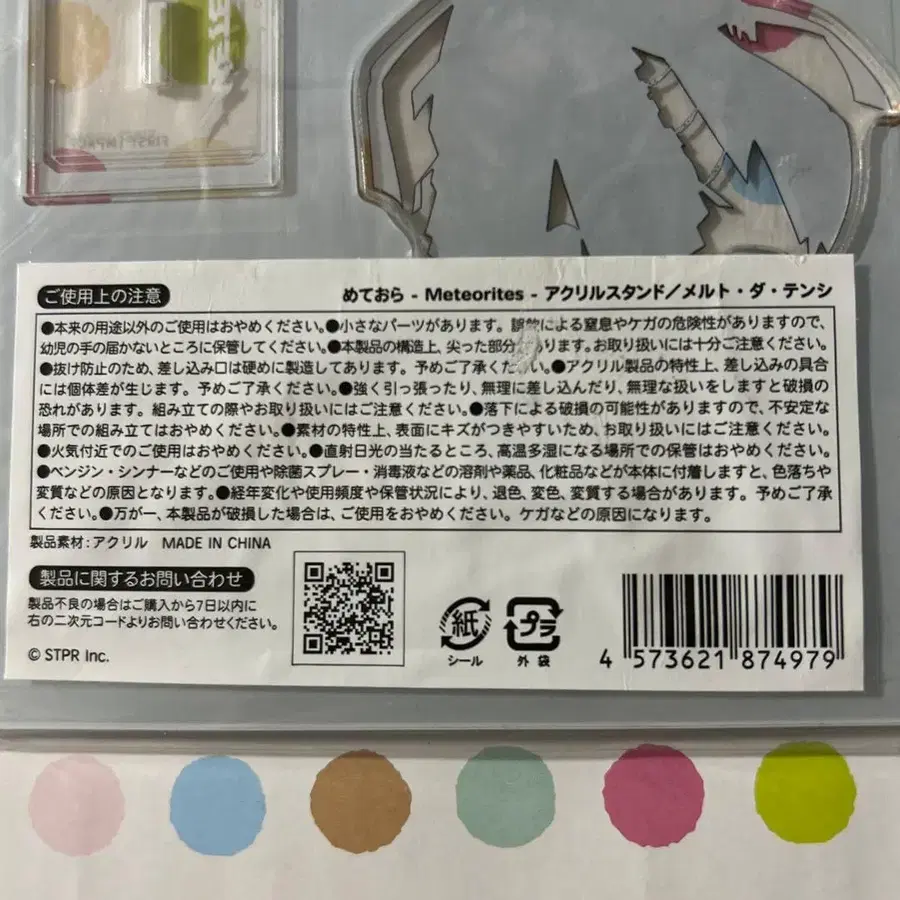 FIRST IMPACT
ご使用上の注意
めておら - Meteorites - アクリルスタンド／メルト・ダ・テンシ
●本来の用途以外のご使用はおやめください。●小さなパーツがあります。誤飲による窒息やケガの危険性がありますので、
幼児の手の届かないところに保管してください。●本製品の構造上、尖った部分があります。お取り扱いには十分ご注意ください。
●抜け防止のため、差し込み口は硬めに製造してあります。予めご了承ください。●アクリル製品の特性上、差し込みの具合
には個体差が生じます。予めご了承ください。●強く引っ張ったり、無理に差し込んだり、無理な扱いをしますと破損の
恐れがあります。組み立ての際やお取り扱いにはご注意ください。●落下による破損の可能性がありますので、不安定な
場所での組み立てはおやめください。●素材の特性上、表面にキズがつきやすいため、お取り扱いにはご注意ください。
●火気付近でのご使用はおやめください。●直射日光の当たるところ、高温多湿になる場所での保管はおやめください。
●ベンジン・シンナーなどのご使用や除菌スプレー・消毒液などの溶剤や薬品、化粧品などが本体に付着しますと、色落ちや
変質などの原因となります。●経年変化や使用頻度や保管状況により、退色、変色、変質する場合があります。予めご了承
ください。●万が一、本製品が破損した場合は、ご使用をおやめください。ケガなどの原因になります。
製品素材：アクリル MADE IN CHINA
製品に関するお問い合わせ
製品不良の場合はご購入から7日以内に
右の二次元コードよりお問い合わせください。
© STPR Inc.
紙
シール
プラ
外袋
4 573621 874979